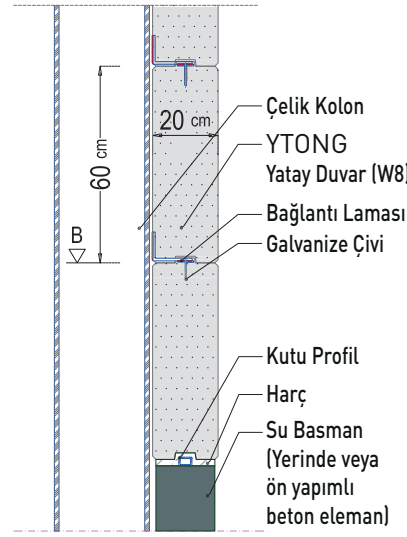 20 cm
60 cm
B
Çelik Kolon
YTONG
Yatay Duvar (W8)
Bağlantı Laması
Galvanize Çivi
Kutu Profil
Harç
Su Basman
(Yerinde veya
ön yapımlı
beton eleman)